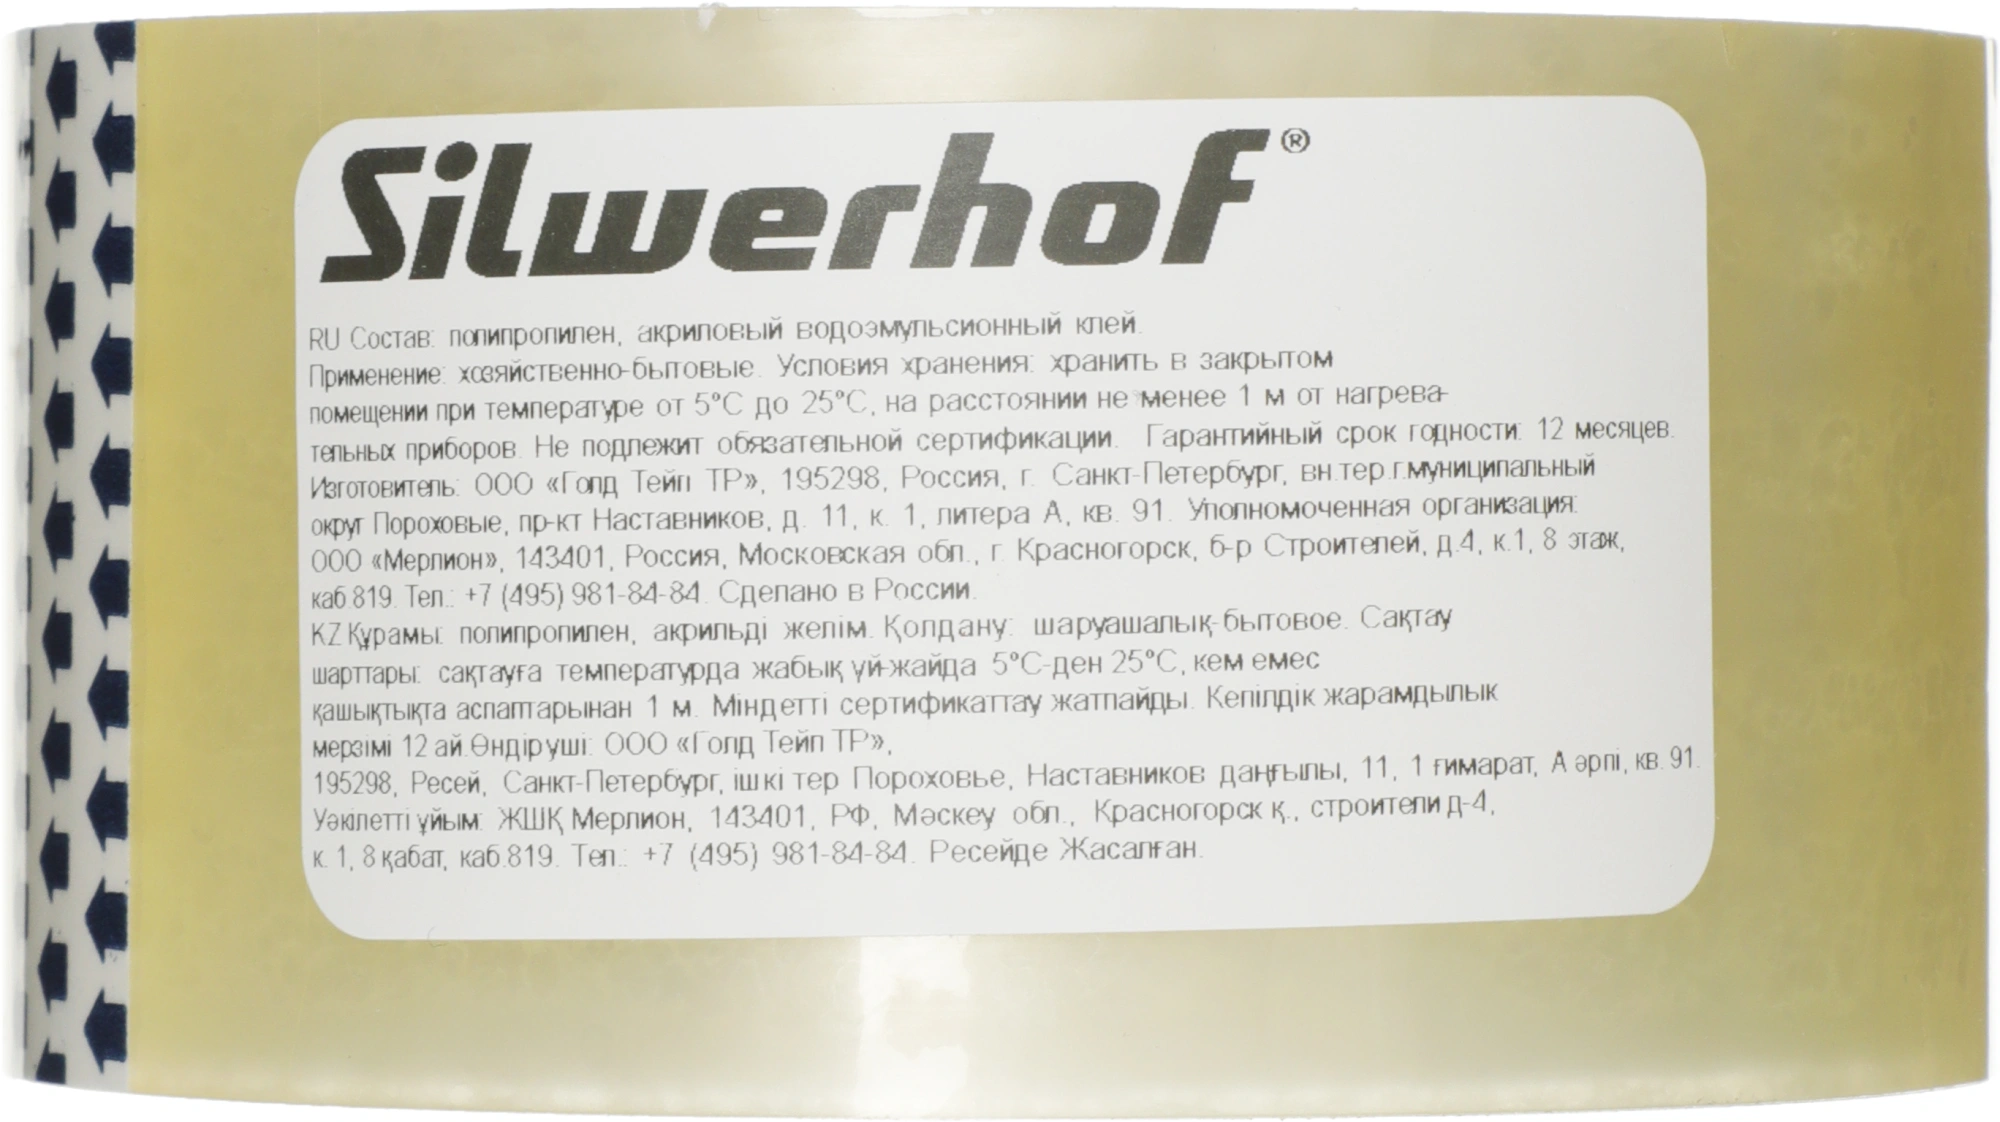 Silwerhof®
RU Состав: полипропилен, акриловый водоэмульсионный клей.
Применение: хозяйственно-бытовые. Условия хранения: хранить в закрытом
помещении при температуре от 5°С до 25°С, на расстоянии не менее 1 м от нагрева-
тельных приборов. Не подлежит обязательной сертификации. Гарантийный срок годности: 12 месяцев.
Изготовитель: ООО «Голд Тейп ТР», 195298, Россия, г. Санкт-Петербург, вн.тер.г.муниципальный
округ Пороховые, пр-кт Наставников, д. 11, к. 1, литера А, кв. 91. Уполномоченная организация:
ООО «Мерлион», 143401, Россия, Московская обл., г. Красногорск, б-р Строителей, д.4, к.1, 8 этаж,
каб.819. Тел.: +7 (495) 981-84-84. Сделано в России.
KZ Құрамы: полипропилен, акрильді желім. Қолдану: шаруашалық-бытовое. Сақтау
шарттары: сақтауға температурда жабық үй-жайда 5°С-ден 25°С, кем емес
қашықтықта аспаптарынан 1 м. Міндетті сертификаттау жатпайды. Кепілдік жарамдылык
мерзімі 12 ай.Өндіруші: ООО «Голд Тейп ТР»,
195298, Ресей, Санкт-Петербург, ішкі тер Пороховье, Наставников даңғылы, 11, 1 ғимарат, А әрпі, кв. 91.
Уәкілетті ұйым: ЖШҚ Мерлион, 143401, РФ, Мәскеу обл., Красногорск қ., строители д-4,
к. 1, 8 қабат, каб.819. Тел.: +7 (495) 981-84-84. Ресейде Жасалған.